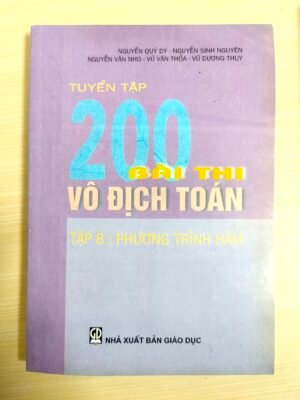 NGUYỄN QUÝ DY - NGUYỄN SINH NGUYÊN
NGUYỄN VĂN NHO - VŨ VĂN THỎA - VŨ DƯƠNG THỤY
TUYỂN TẬP
200
BÀI THI
VÔ ĐỊCH TOÁN
TẬP 8 : PHƯƠNG TRÌNH HÀM
NHÀ XUẤT BẢN GIÁO DỤC